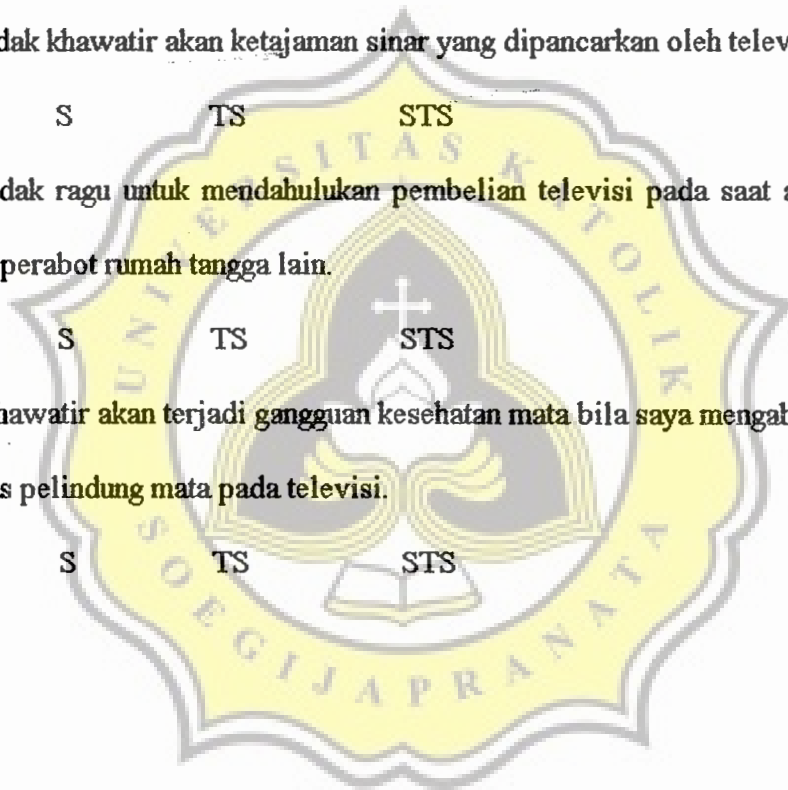 dak khawatir akan ketajaman sinar yang dipancarkan oleh telev
S TS STS
dak ragu untuk mendahulukan pembelian televisi pada saat a
perabot rumah tangga lain.
S TS STS
hawatir akan terjadi gangguan kesehatan mata bila saya mengab
s pelindung mata pada televisi.
S TS STS
UNIVERSITAS KATOLIK
SOEGIJAPRANATA